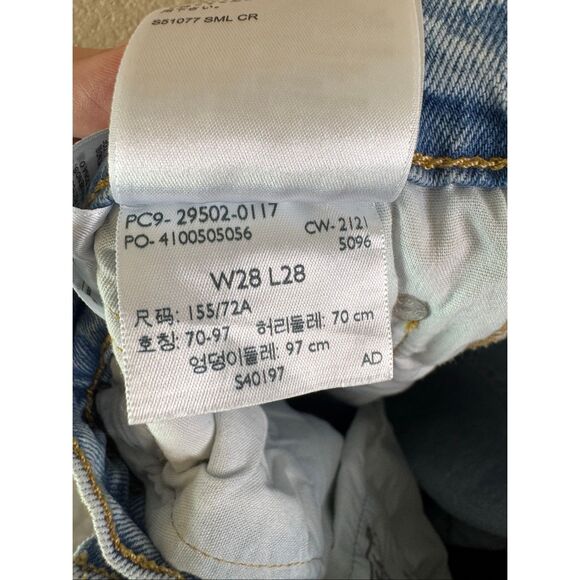 S51077 SML CR
PC9- 29502-0117
PO- 4100505056 CW- 2121
5096
W28 L28
尺码: 155/72A
호칭: 70-97 허리둘레: 70 cm
엉덩이둘레: 97 cm
S40197 AD